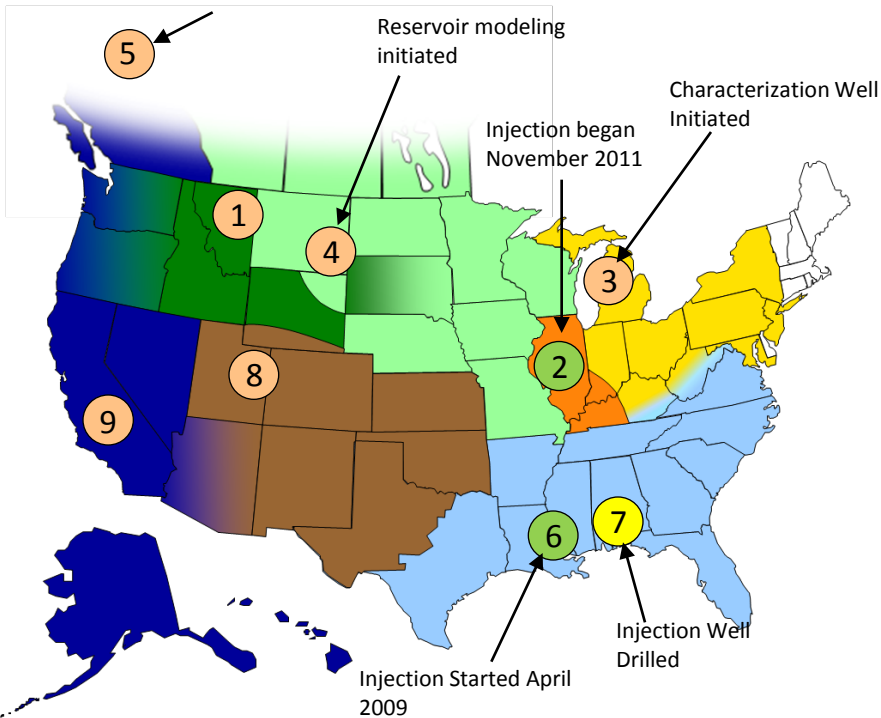 5
Reservoir modeling
initiated
Characterization Well
Initiated
Injection began
November 2011
1
4
3
2
8
9
6
7
Injection Well
Drilled
Injection Started April
2009